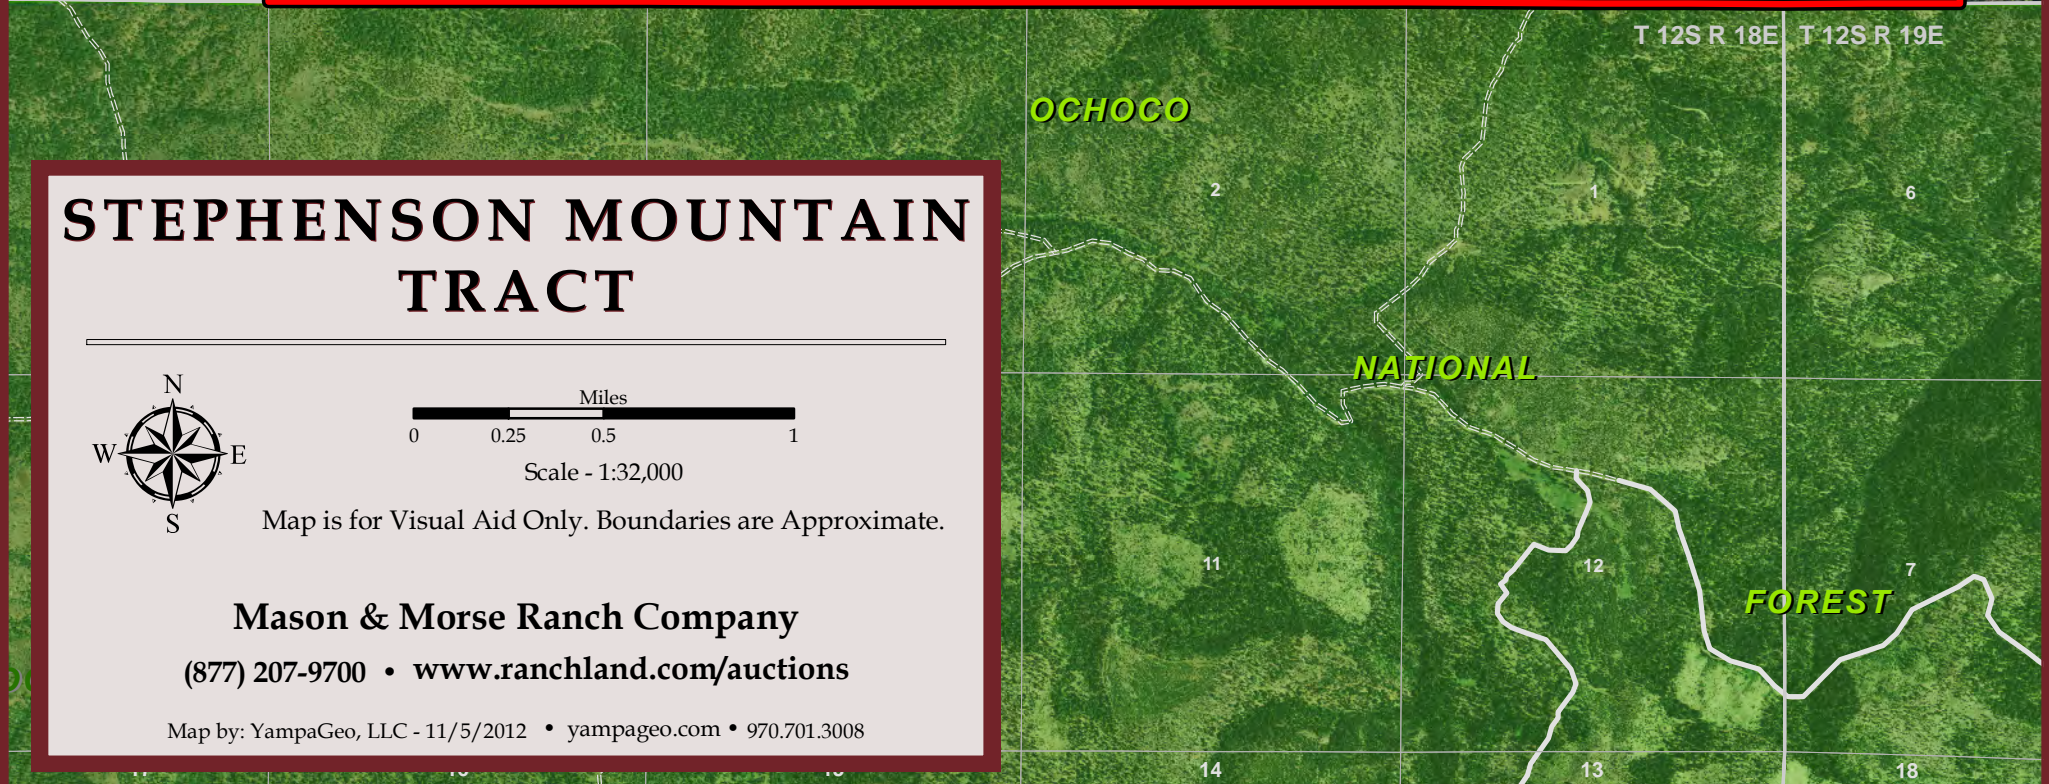 T 12S R 18E T 12S R 19E
OCHOCO
2
1
6
STEPHENSON MOUNTAIN
TRACT
NATIONAL
N
W E
S
Miles
0 0.25 0.5 1
Scale - 1:32,000
Map is for Visual Aid Only. Boundaries are Approximate.
11
12
7
FOREST
Mason & Morse Ranch Company
(877) 207-9700 • www.ranchland.com/auctions
Map by: YampaGeo, LLC - 11/5/2012 • yampageo.com • 970.701.3008
14
13
18